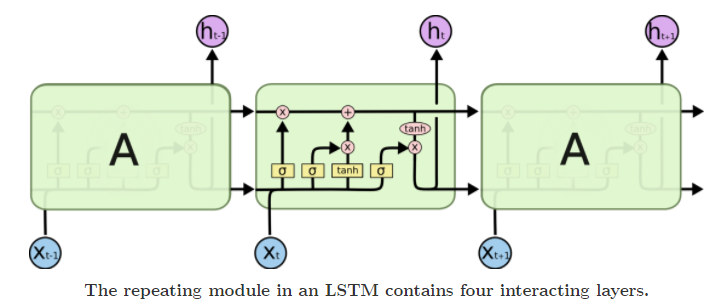 ht-1 ht ht+1
A x + tanh x A
σ σ tanh σ
Xt-1 Xt Xt+1
The repeating module in an LSTM contains four interacting layers.